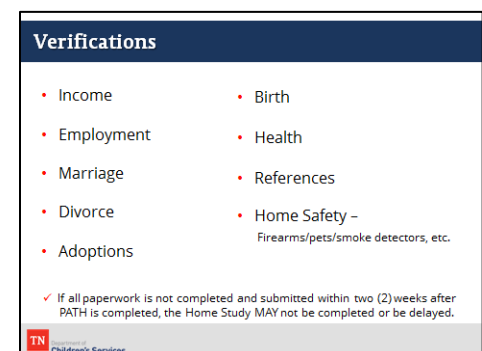 Verifications
• Income
• Employment
• Marriage
• Divorce
• Adoptions
• Birth
• Health
• References
• Home Safety –
Firearms/pets/smoke detectors, etc.
✓ If all paperwork is not completed and submitted within two (2) weeks after
PATH is completed, the Home Study MAY not be completed or be delayed.
TN
Department of
Children's Services